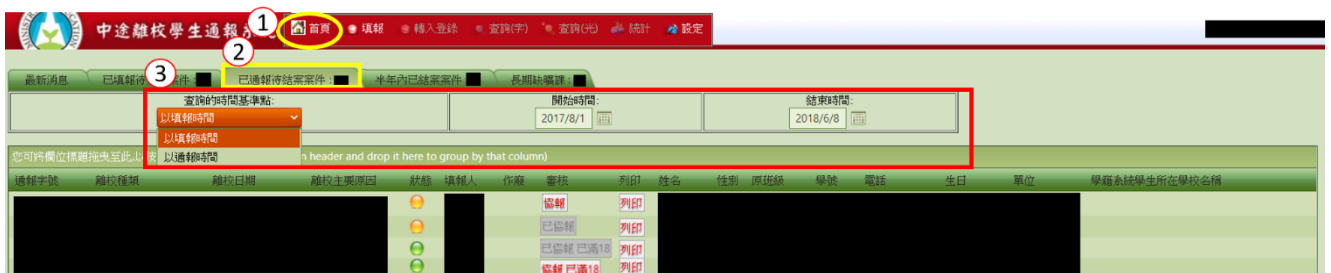 中途離校學生通報系統
1
首頁 填報 轉入登錄 查詢(字) 查詢(光) 統計 設定
2
3
最新消息 已填報待 案件: 已通報待結案案件: 半年內已結案案件 長期缺曠課:
查詢的時間基準點: 開始時間: 結束時間:
以填報時間 2017/8/1 2018/6/8
以填報時間
以通報時間
您可將欄位標題拖曳至此,以 n header and drop it here to group by that column)
通報字號 離校種類 離校日期 離校主要原因 狀態 填報人 作廢 審核 列印 姓名 性別 原班級 學號 電話 生日 單位 學籍系統學生所在學校名稱
協報 列印
已協報 列印
已協報 已滿18 列印
協報 已滿18 列印